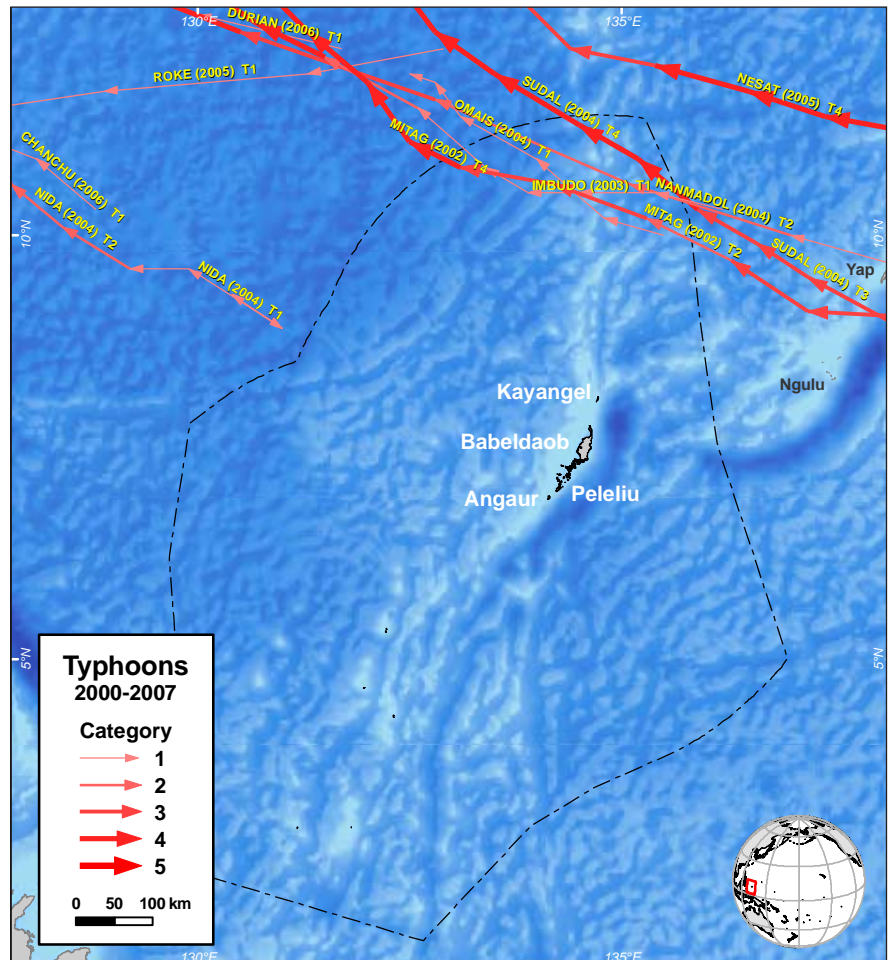 130°E
135°E
DURIAN (2006) T1
ROKE (2005) T1
SUDAL (2004) T4
NESAT (2005) T4
OMAIS (2004) T1
MITAG (2002) T4
CHANCHU (2006) T1
IMBUDO (2003) T1
NANMADOL (2004) T2
NIDA (2004) T2
MITAG (2002) T2
10°N
10°N
SUDAL (2004) T3
NIDA (2004) T1
Yap
Ngulu
Kayangel
Babeldaob
Angaur
Peleliu
5°N
5°N
Typhoons
2000-2007
Category
1
2
3
4
5
0 50 100 km
130°E
135°E